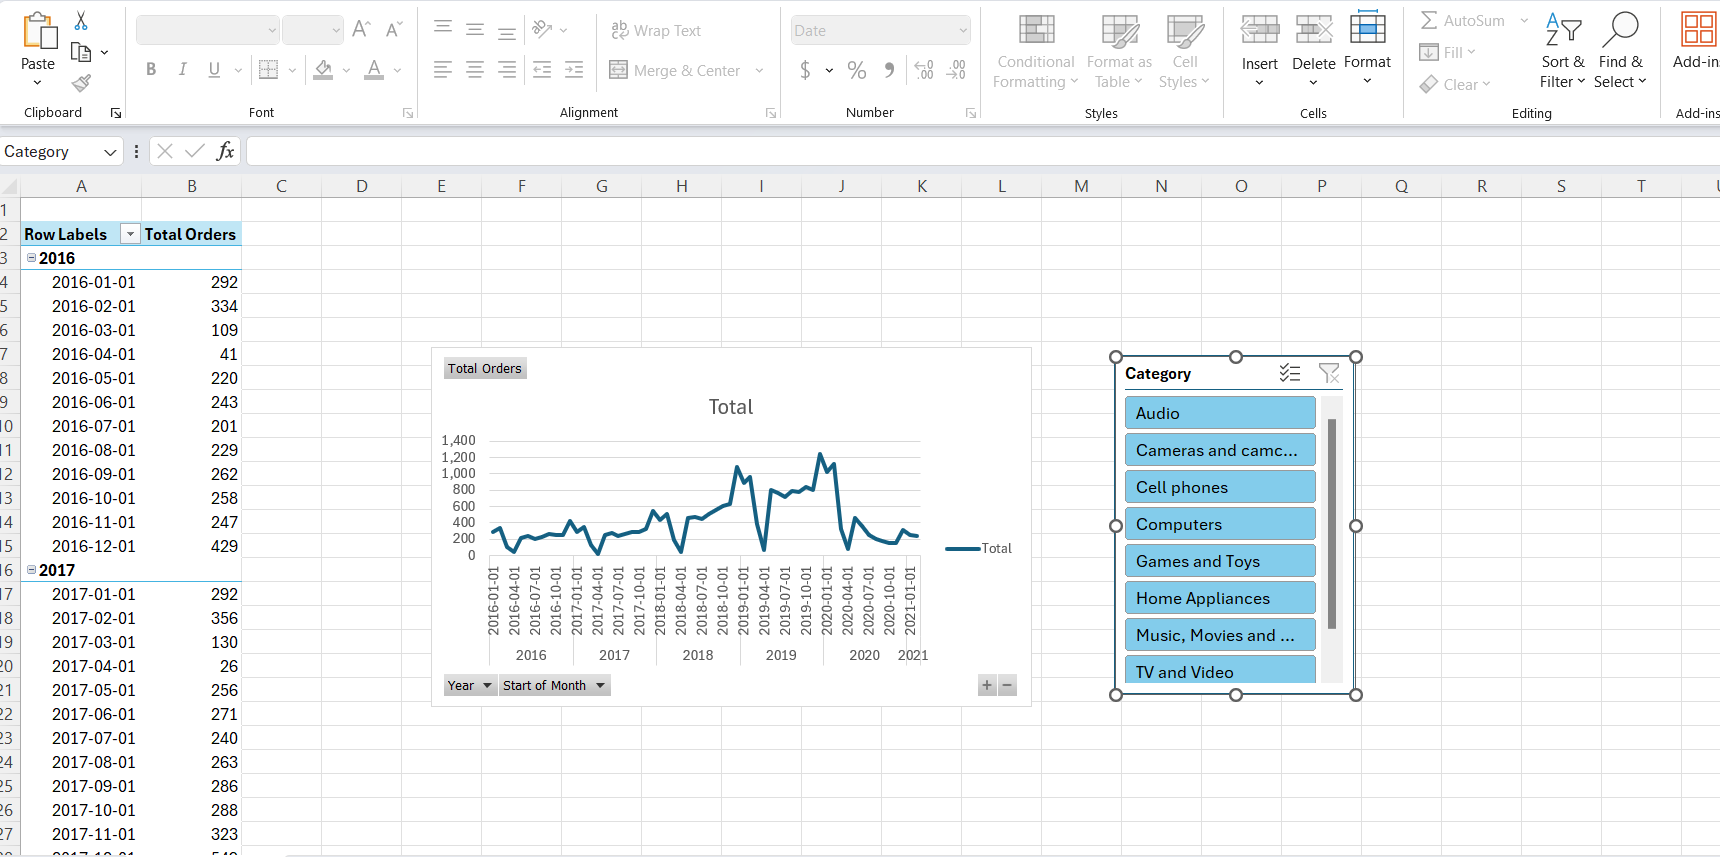 Paste
Clipboard
B I U A
Font
ab Wrap Text
Merge & Center
Alignment
Date
$ % 9 .00 .00
Number
Conditional Formatting
Format as Table
Cell Styles
Styles
Insert
Delete
Format
Cells
AutoSum
Fill
Clear
Sort & Filter
Find & Select
Editing
Add-ins
Category fx
A B C D E F G H I J K L M N O P Q R S T
1
2 Row Labels Total Orders
3 2016
4 2016-01-01 292
5 2016-02-01 334
6 2016-03-01 109
7 2016-04-01 41
8 2016-05-01 220
9 2016-06-01 243
10 2016-07-01 201
11 2016-08-01 229
12 2016-09-01 262
13 2016-10-01 258
14 2016-11-01 247
15 2016-12-01 429
16 2017
17 2017-01-01 292
18 2017-02-01 356
19 2017-03-01 130
20 2017-04-01 26
21 2017-05-01 256
22 2017-06-01 271
23 2017-07-01 240
24 2017-08-01 263
25 2017-09-01 286
26 2017-10-01 288
27 2017-11-01 323
Total Orders
Total
1,400
1,200
1,000
800
600
400
200
0
2016-01-01
2016-04-01
2016-07-01
2016-10-01
2017-01-01
2017-04-01
2017-07-01
2017-10-01
2018-01-01
2018-04-01
2018-07-01
2018-10-01
2019-01-01
2019-04-01
2019-07-01
2019-10-01
2020-01-01
2020-04-01
2020-07-01
2020-10-01
2021-01-01
2016 2017 2018 2019 2020 2021
Total
Year Start of Month
Category
Audio
Cameras and camc...
Cell phones
Computers
Games and Toys
Home Appliances
Music, Movies and ...
TV and Video